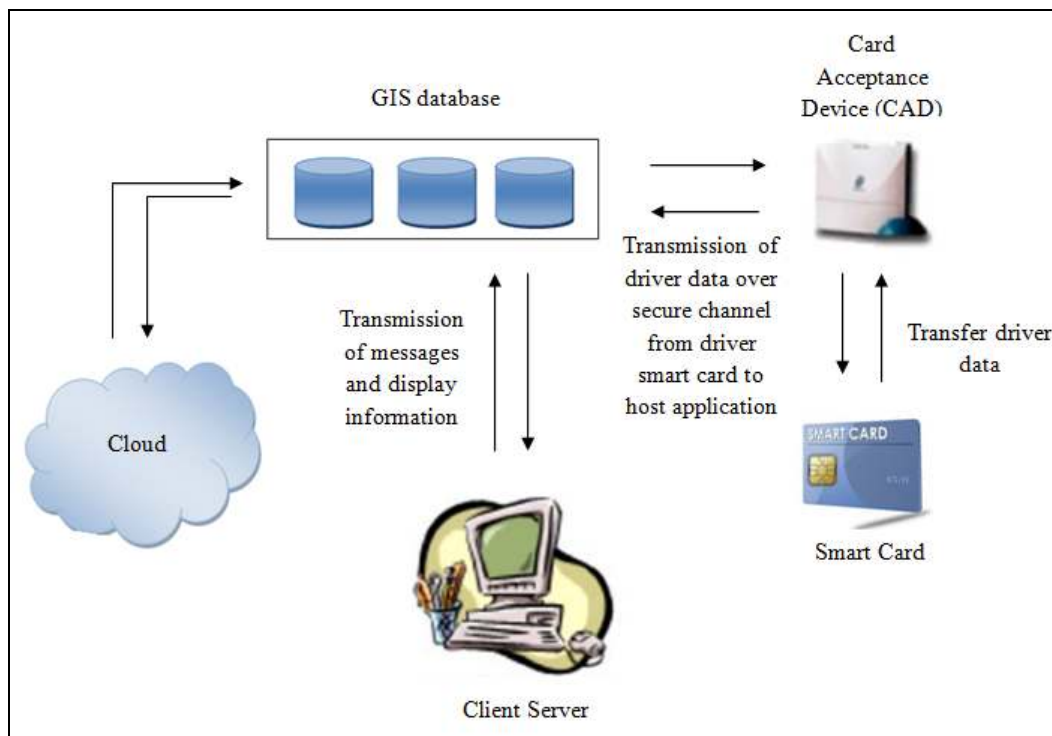 Card
Acceptance
Device (CAD)
GIS database
Transmission of
driver data over
secure channel
from driver
smart card to
host application
Transmission
of messages
and display
information
Transfer driver
data
Cloud
SMART CARD
Smart Card
Client Server